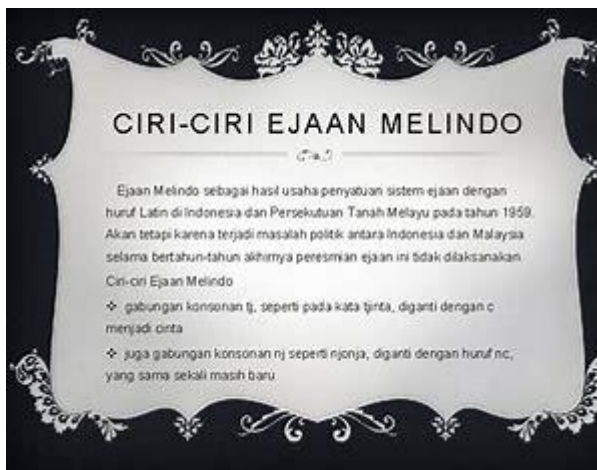 CIRI-CIRI EJAAN MELINDO
Ejaan Melindo sebagai hasil usaha penyatuan sistem ejaan dengan
huruf Latin di Indonesia dan Persekutuan Tanah Melayu pada tahun 1959.
Akan tetapi karena terjadi masalah politik antara Indonesia dan Malaysia
selama bertahun-tahun akhirnya peresmian ejaan ini tidak dilaksanakan.
Ciri-ciri Ejaan Melindo
❖ gabungan konsonan tj, seperti pada kata tjinta, diganti dengan c
menjadi cinta
❖ juga gabungan konsonan nj seperti njonja, diganti dengan huruf nc,
yang sama sekali masih baru